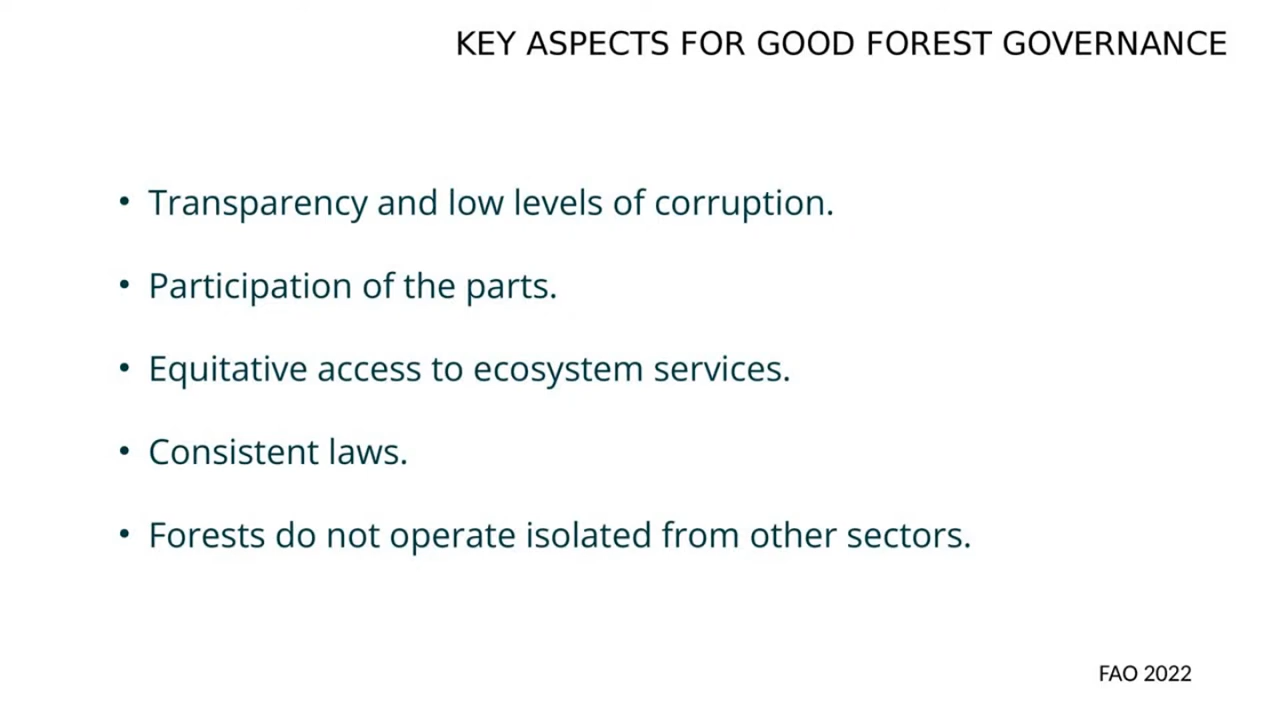 KEY ASPECTS FOR GOOD FOREST GOVERNANCE
• Transparency and low levels of corruption.
• Participation of the parts.
• Equitative access to ecosystem services.
• Consistent laws.
• Forests do not operate isolated from other sectors.
FAO 2022